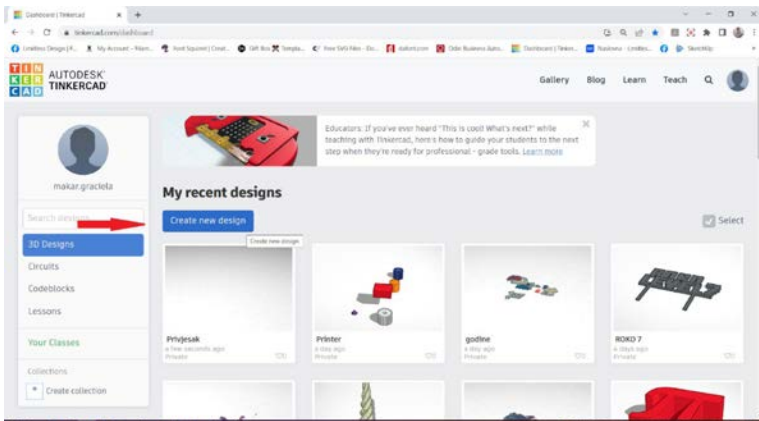 Dashboard | Tinkercad
tinkercad.com/dashboard
AUTODESK
TINKERCAD
Gallery Blog Learn Teach
Educators: If you've ever heard "This is cool! What's next?" while
teaching with Tinkercad, here's how to guide your students to the next
step when they're ready for professional - grade tools. Learn more
makar.graciela
My recent designs
Search designs
Create new design
Select
Create new design
3D Designs
Circuits
Codeblocks
Lessons
Your Classes
Collections
Create collection
Privjesak
a few seconds ago
Private
Printer
a day ago
Private
godine
a day ago
Private
ROKO 7
4 days ago
Private